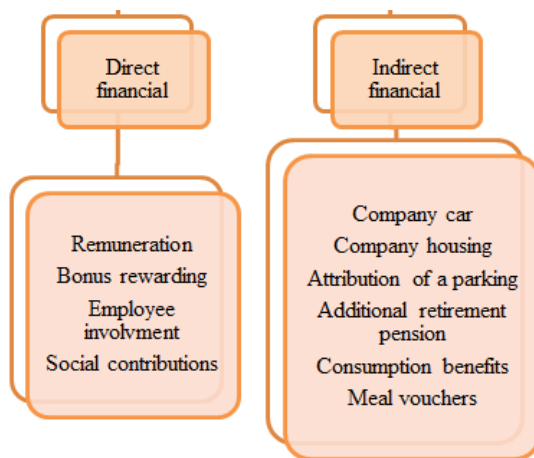 Direct
financial
Remuneration
Bonus rewarding
Employee
involvment
Social contributions
Indirect
financial
Company car
Company housing
Attribution of a parking
Additional retirement
pension
Consumption benefits
Meal vouchers